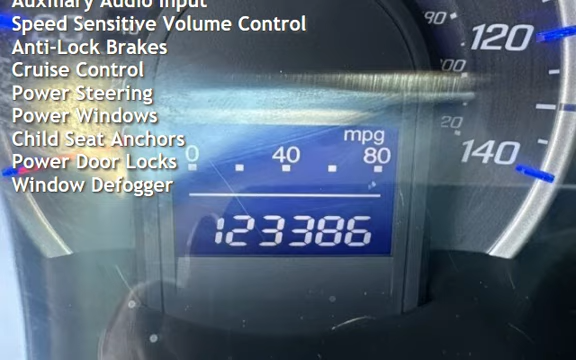 Auxiliary Audio Input
Speed Sensitive Volume Control
Anti-Lock Brakes
Cruise Control
Power Steering
Power Windows
Child Seat Anchors
Power Door Locks
Window Defogger
90
120
100
120
140
mpg
0 40 80
123386